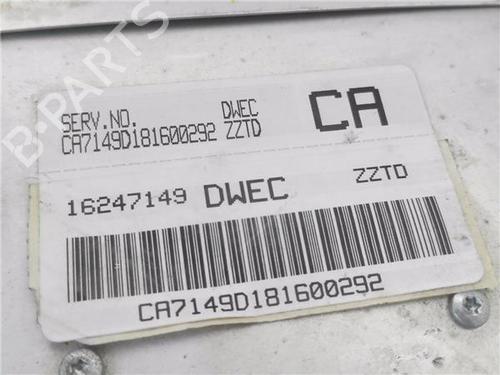 B-PARTS
SERV.NO. DWEC
CA7149D181600292 ZZTD
CA
16247149 DWEC ZZTD
CA7149D181600292